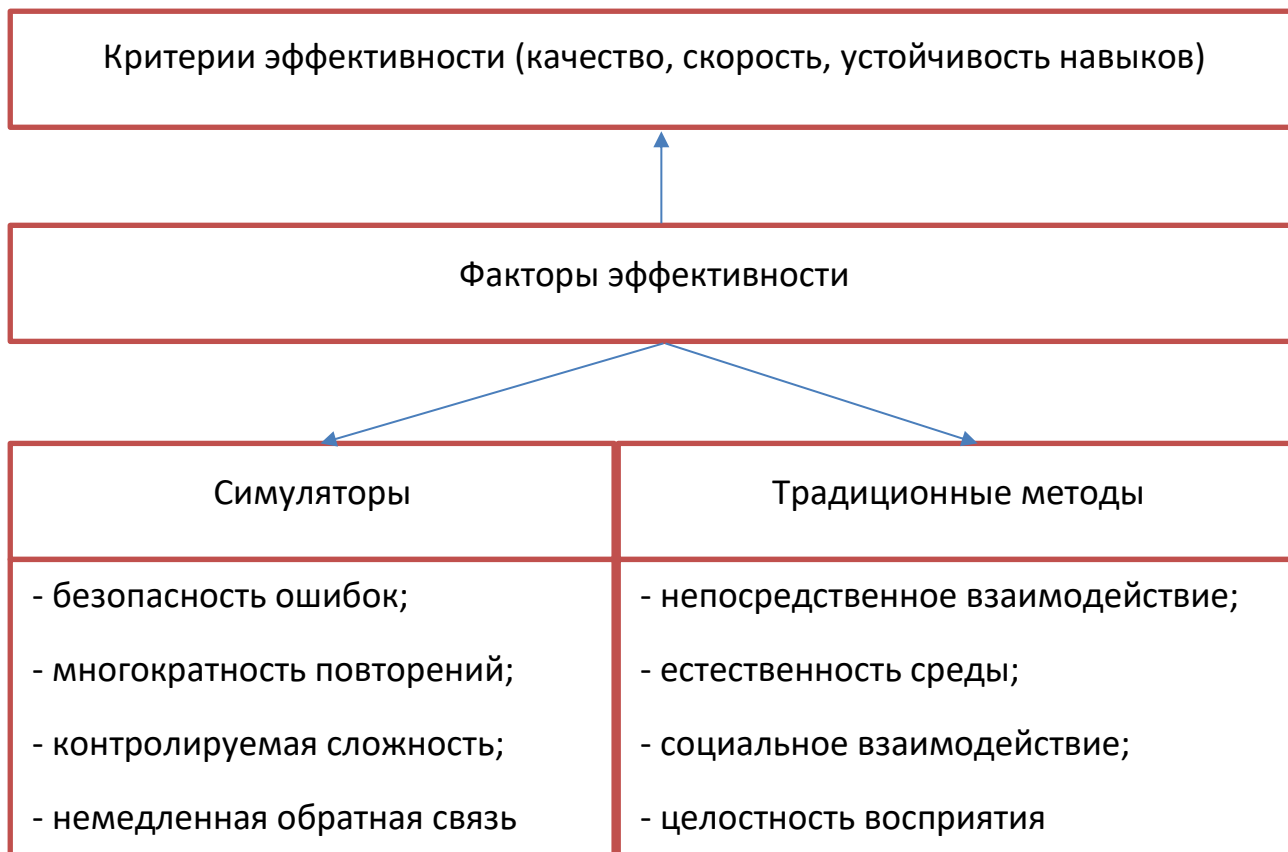 Критерии эффективности (качество, скорость, устойчивость навыков)
Факторы эффективности
Симуляторы
Традиционные методы
- безопасность ошибок;
- многократность повторений;
- контролируемая сложность;
- немедленная обратная связь
- непосредственное взаимодействие;
- естественность среды;
- социальное взаимодействие;
- целостность восприятия